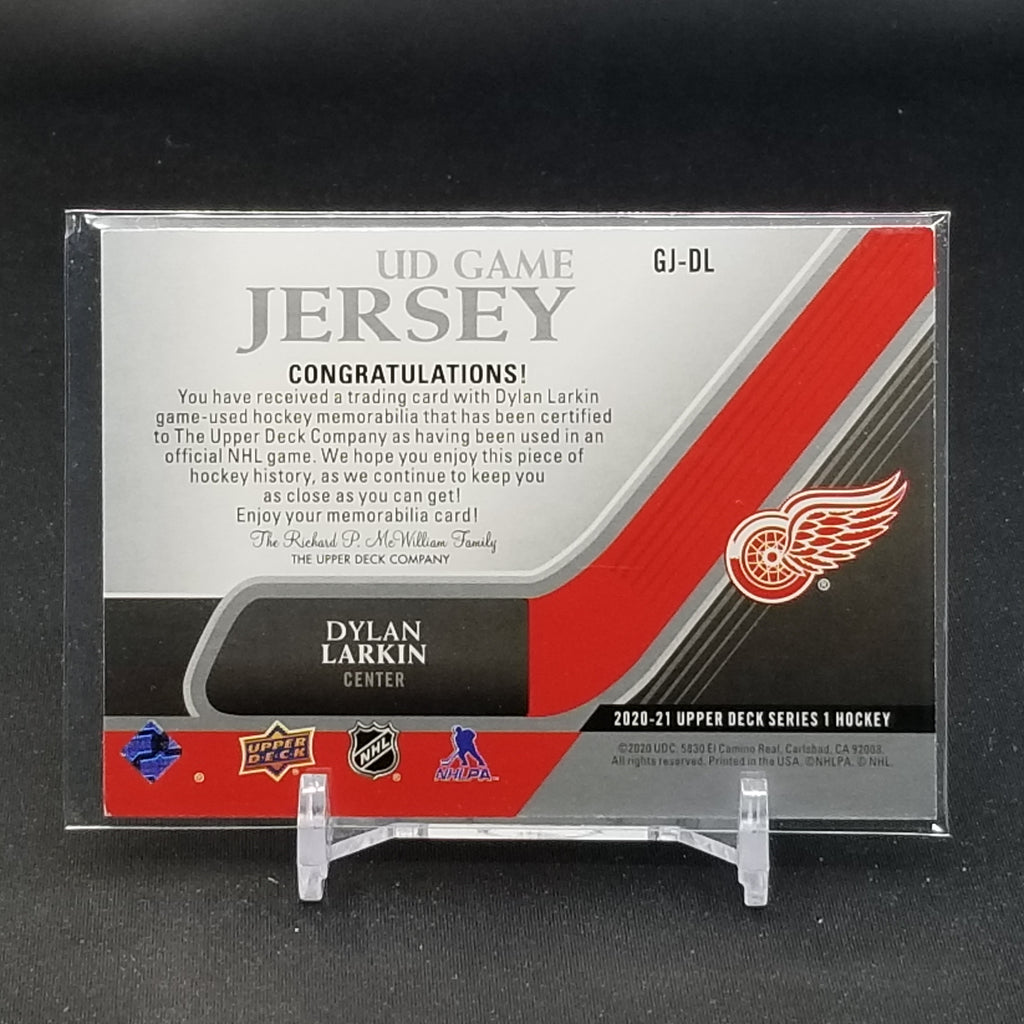 UD GAME
JERSEY
GJ-DL
CONGRATULATIONS!
You have received a trading card with Dylan Larkin
game-used hockey memorabilia that has been certified
to The Upper Deck Company as having been used in an
official NHL game. We hope you enjoy this piece of
hockey history, as we continue to keep you
as close as you can get!
Enjoy your memorabilia card!
The Richard P. McWilliam Family
THE UPPER DECK COMPANY
DYLAN
LARKIN
CENTER
®
2020-21 UPPER DECK SERIES 1 HOCKEY
UPPER
D·E·C·K
NHL
NHLPA
©2020 UDC. 5830 El Camino Real, Carlsbad, CA 92008.
All rights reserved. Printed in the USA. ©NHLPA. © NHL.